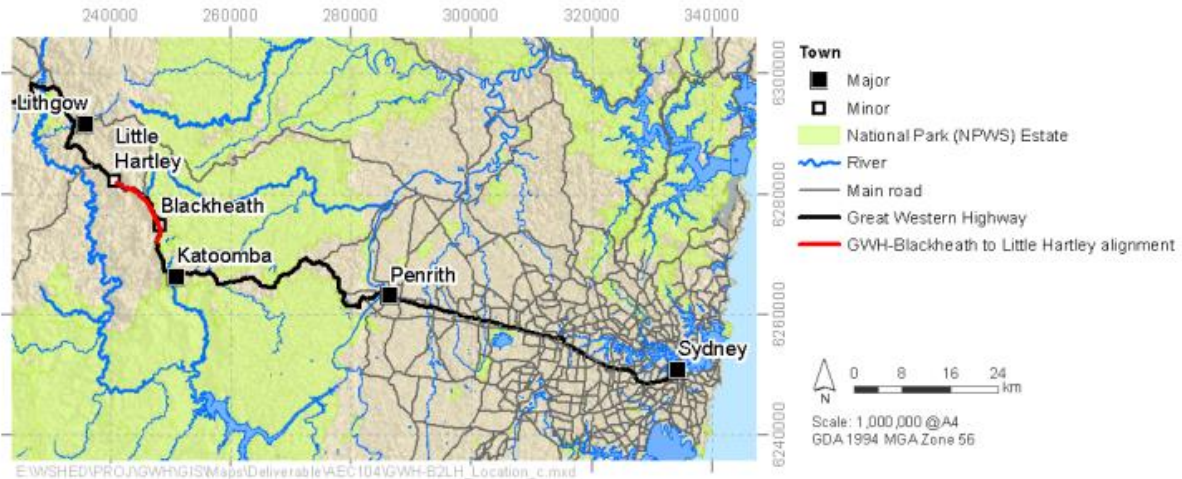 240000 260000 280000 300000 320000 340000
6300000
6280000
6260000
6240000
Lithgow
Little
Hartley
Blackheath
Katoomba
Penrith
Sydney
E:\WSHED\PROJ\GWH\GIS\Maps\Deliverable\AEC104\GWH-B2LH_Location_c.mxd
Town
Major
Minor
National Park (NPWS) Estate
River
Main road
Great Western Highway
GWH-Blackheath to Little Hartley alignment
N
0 8 16 24
km
Scale: 1,000,000 @A4
GDA 1994 MGA Zone 56